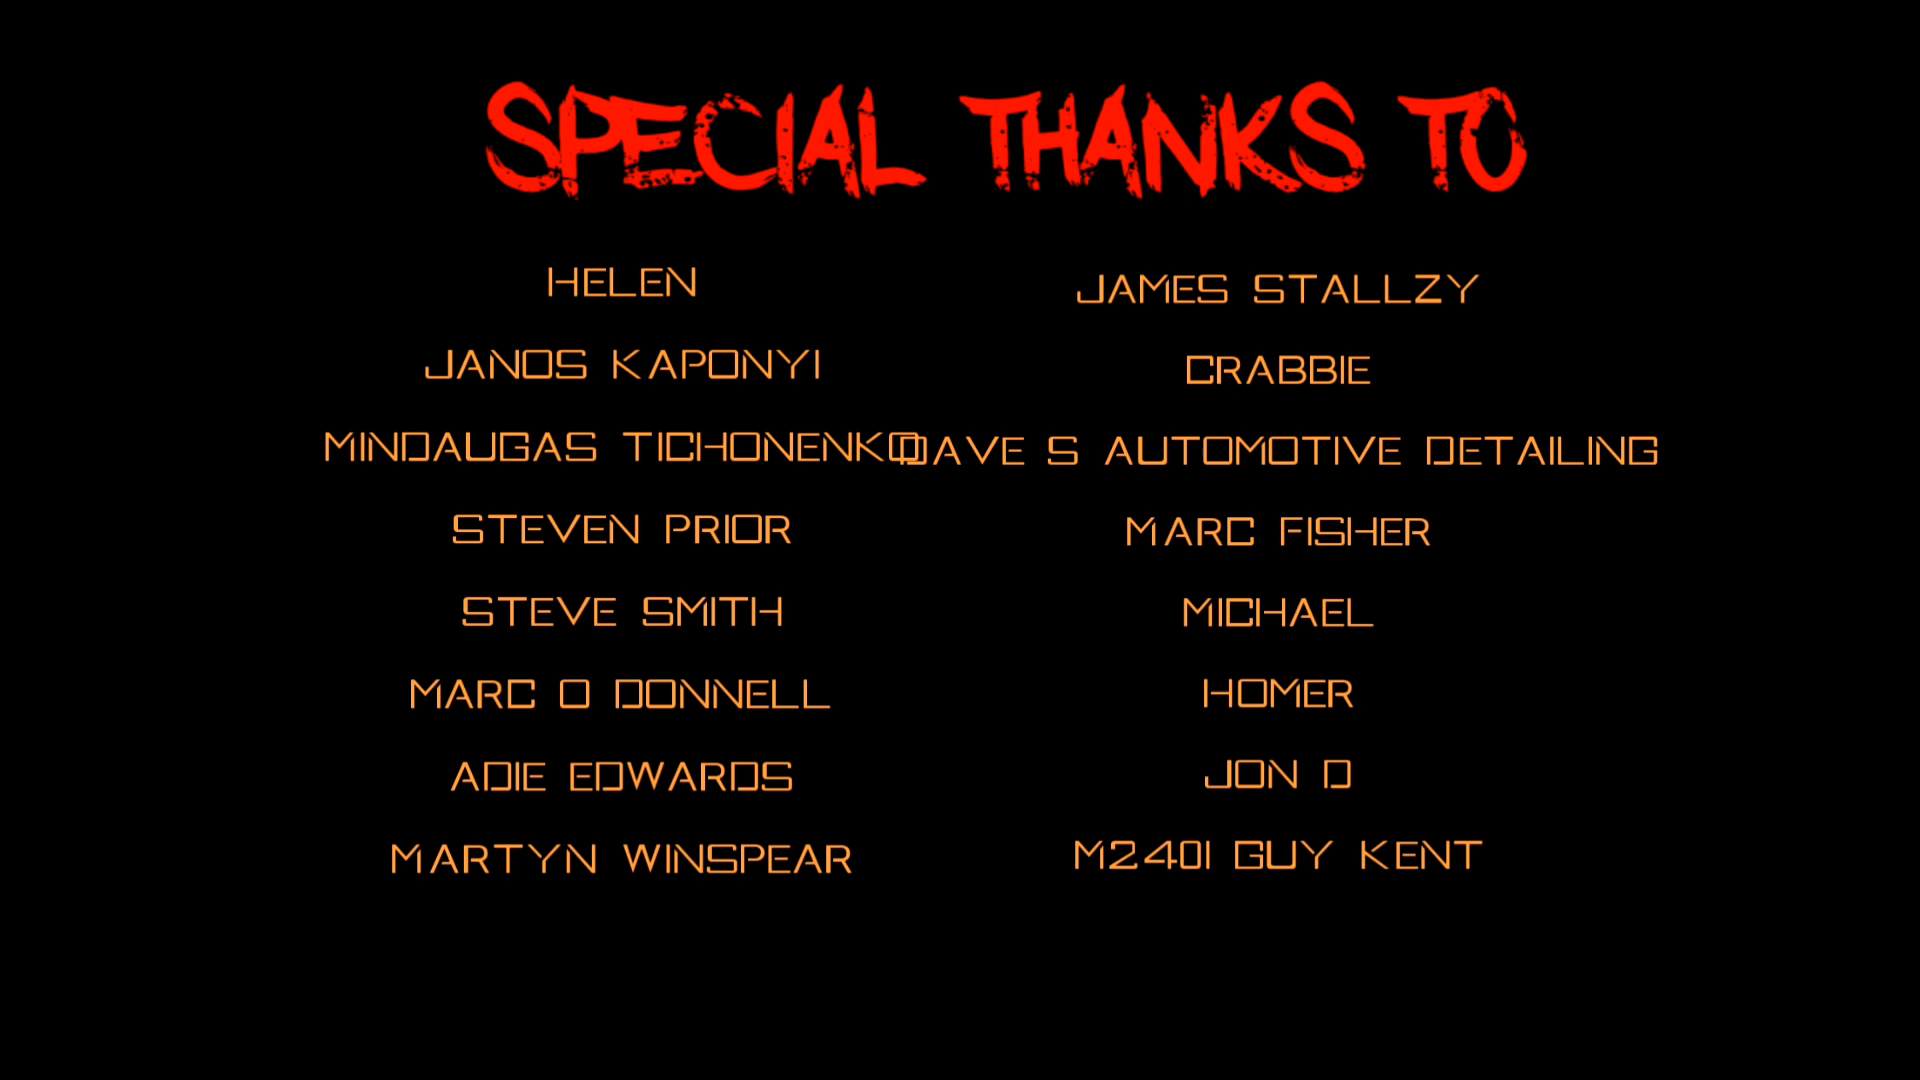 SPECIAL THANKS TO
HELEN
JANOS KAPONYI
MINDAUGAS TICHONENKO
STEVEN PRIOR
STEVE SMITH
MARC O DONNELL
ADIE EDWARDS
MARTYN WINSPEAR
JAMES STALLZY
CRABBIE
DAVE S AUTOMOTIVE DETAILING
MARC FISHER
MICHAEL
HOMER
JON D
M240I GUY KENT